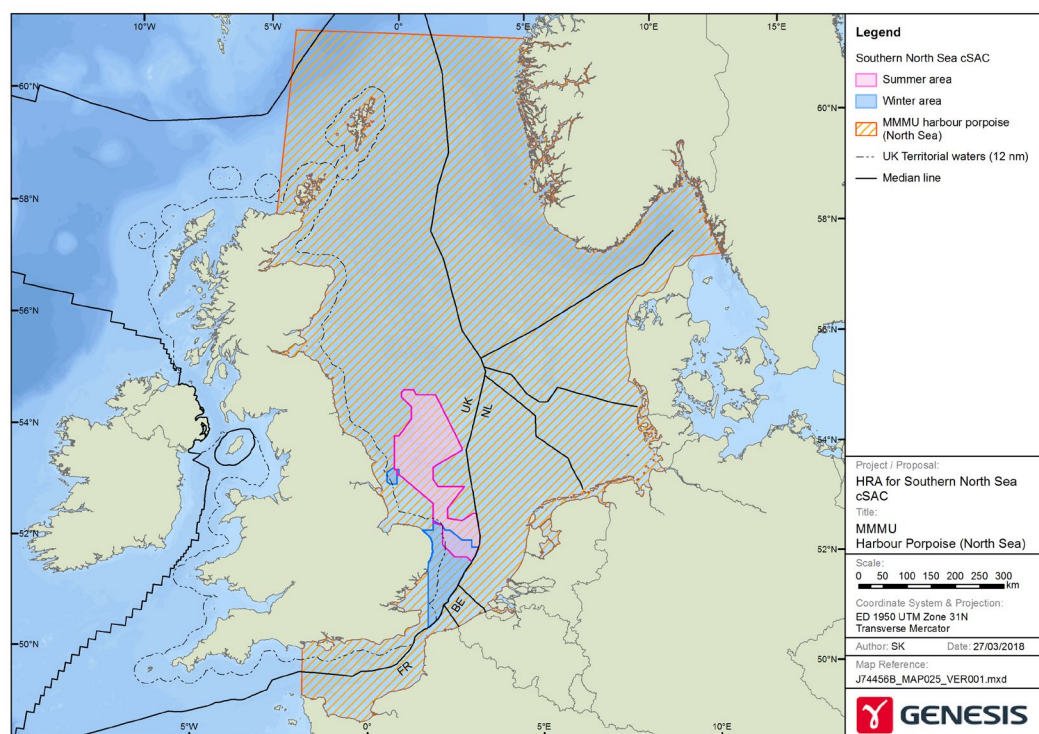 10°W 5°W 0° 5°E 10°E
60°N 60°N
58°N 58°N
56°N 56°N
54°N 54°N
52°N 52°N
50°N 50°N
5°W 0° 5°E 10°E
UK
NL
BE
FR
Legend
Southern North Sea cSAC
Summer area
Winter area
MMMU harbour porpoise
(North Sea)
UK Territorial waters (12 nm)
Median line
Project / Proposal:
HRA for Southern North Sea
cSAC
Title:
MMMU
Harbour Porpoise (North Sea)
Scale:
0 50 100 150 200 250 300
km
Coordinate System & Projection:
ED 1950 UTM Zone 31N
Transverse Mercator
Author: SK Date: 27/03/2018
Map Reference:
J74456B_MAP025_VER001.mxd
GENESIS